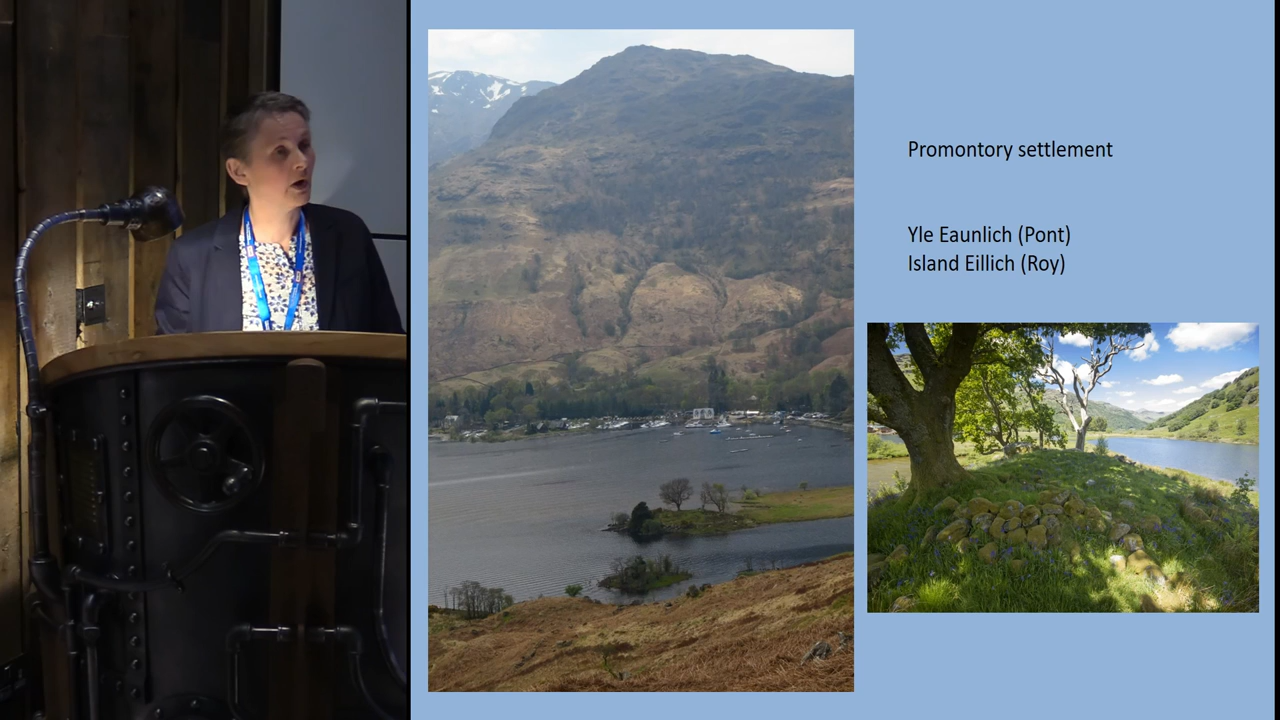 Promontory settlement
Yle Eaunlich (Pont)
Island Eillich (Roy)